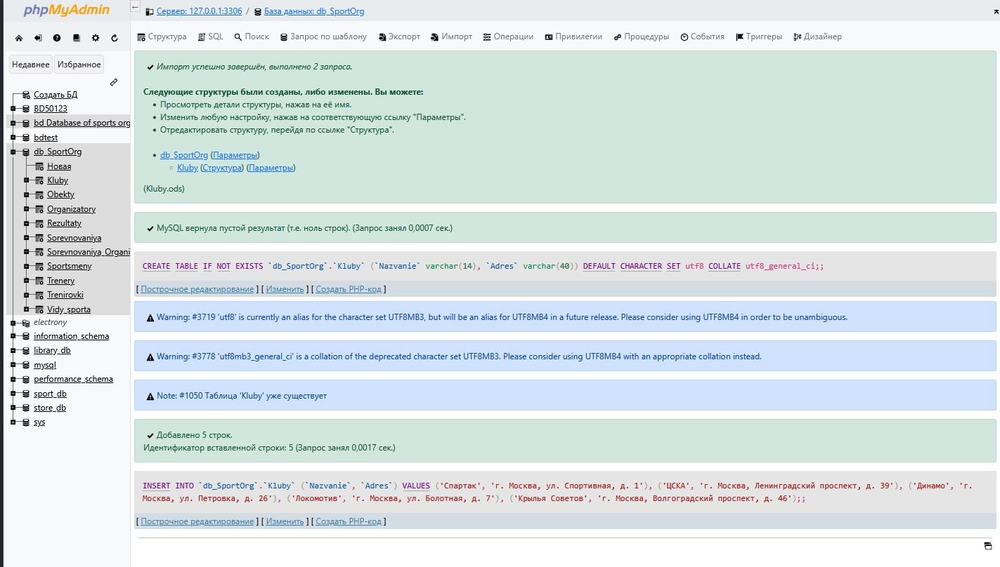 phpMyAdmin
Недавнее Избранное
Создать БД
BD50123
bd Database of sports org
bdtest
db_SportOrg
Новая
Kluby
Obekty
Organizatory
Rezultaty
Sorevnovaniya
Sorevnovaniya_Organi
Sportsmeny
Trenery
Trenirovki
Vidy_sporta
electrony
information_schema
library_db
mysql
performance_schema
sport_db
store_db
sys
Сервер: 127.0.0.1:3306 / База данных: db_SportOrg
Структура SQL Поиск Запрос по шаблону Экспорт Импорт Операции Привилегии Процедуры События Триггеры Дизайнер
Импорт успешно завершён, выполнено 2 запроса.
Следующие структуры были созданы, либо изменены. Вы можете:
• Просмотреть детали структуры, нажав на её имя.
• Изменить любую настройку, нажав на соответствующую ссылку "Параметры".
• Отредактировать структуру, перейдя по ссылке "Структура".
• db_SportOrg (Параметры)
◦ Kluby (Структура) (Параметры)
(Kluby.ods)
MySQL вернула пустой результат (т.е. ноль строк). (Запрос занял 0,0007 сек.)
CREATE TABLE IF NOT EXISTS `db_SportOrg`.`Kluby` (`Nazvanie` varchar(14), `Adres` varchar(40)) DEFAULT CHARACTER SET utf8 COLLATE utf8_general_ci;;
[ Построчное редактирование ] [ Изменить ] [ Создать PHP-код ]
Warning: #3719 'utf8' is currently an alias for the character set UTF8MB3, but will be an alias for UTF8MB4 in a future release. Please consider using UTF8MB4 in order to be unambiguous.
Warning: #3778 'utf8mb3_general_ci' is a collation of the deprecated character set UTF8MB3. Please consider using UTF8MB4 with an appropriate collation instead.
Note: #1050 Таблица 'Kluby' уже существует
Добавлено 5 строк.
Идентификатор вставленной строки: 5 (Запрос занял 0,0017 сек.)
INSERT INTO `db_SportOrg`.`Kluby` (`Nazvanie`, `Adres`) VALUES ('Спартак', 'г. Москва, ул. Спортивная, д. 1'), ('ЦСКА', 'г. Москва, Ленинградский проспект, д. 39'), ('Динамо', 'г.
Москва, ул. Петровка, д. 26'), ('Локомотив', 'г. Москва, ул. Болотная, д. 7'), ('Крылья Советов', 'г. Москва, Волгоградский проспект, д. 46');;
[ Построчное редактирование ] [ Изменить ] [ Создать PHP-код ]